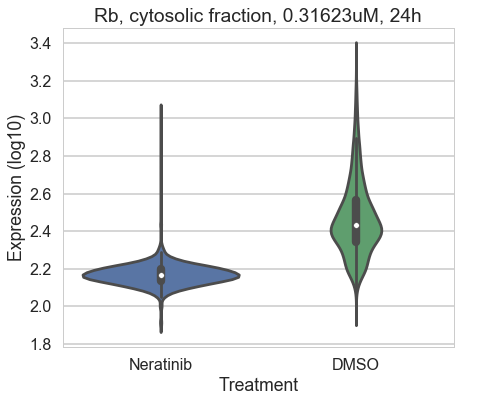 Rb, cytosolic fraction, 0.31623uM, 24h
3.4
3.2
3.0
2.8
2.6
2.4
2.2
2.0
1.8
Expression (log10)
Neratinib DMSO
Treatment